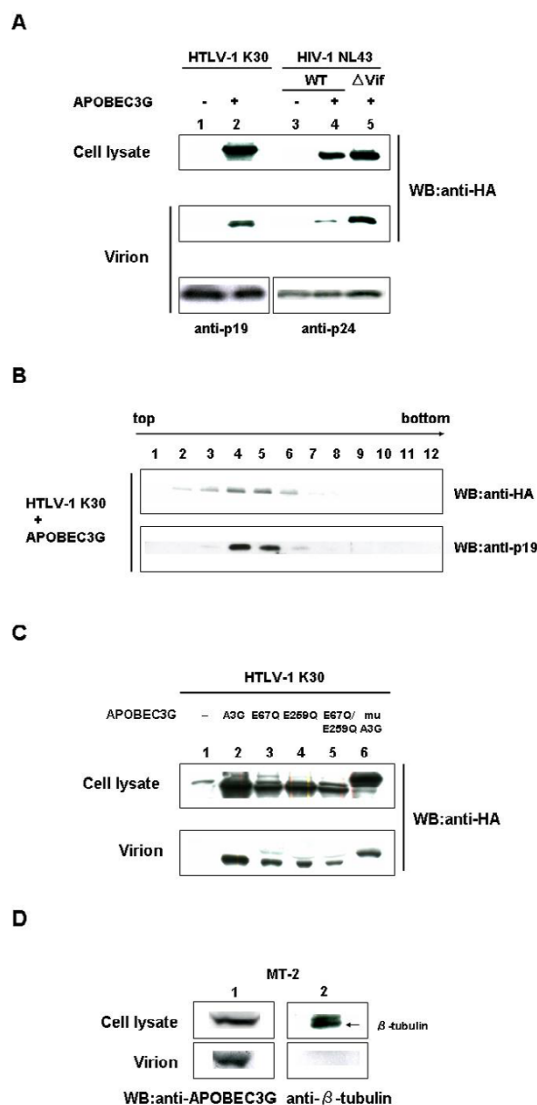 A
HTLV-1 K30 HIV-1 NL43
WT △Vif
APOBEC3G - + - + +
1 2 3 4 5
Cell lysate
WB:anti-HA
Virion
anti-p19 anti-p24
B
top bottom
1 2 3 4 5 6 7 8 9 10 11 12
HTLV-1 K30
+
APOBEC3G
WB:anti-HA
WB:anti-p19
C
HTLV-1 K30
APOBEC3G – A3G E67Q E259Q E67Q/E259Q mu A3G
1 2 3 4 5 6
Cell lysate
WB:anti-HA
Virion
D
MT-2
1 2
Cell lysate
β-tubulin
Virion
WB:anti-APOBEC3G anti-β-tubulin